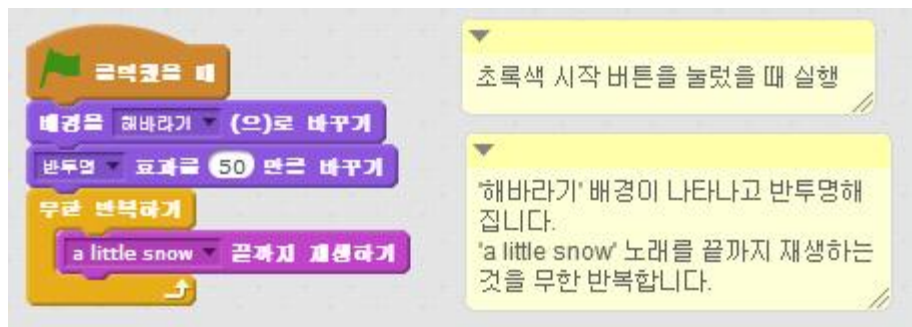 클릭했을 때
배경을 해바라기 (으)로 바꾸기
반투명 효과를 50 만큼 바꾸기
무한 반복하기
a little snow 끝까지 재생하기
초록색 시작 버튼을 눌렀을 때 실행
'해바라기' 배경이 나타나고 반투명해
집니다.
'a little snow' 노래를 끝까지 재생하는
것을 무한 반복합니다.